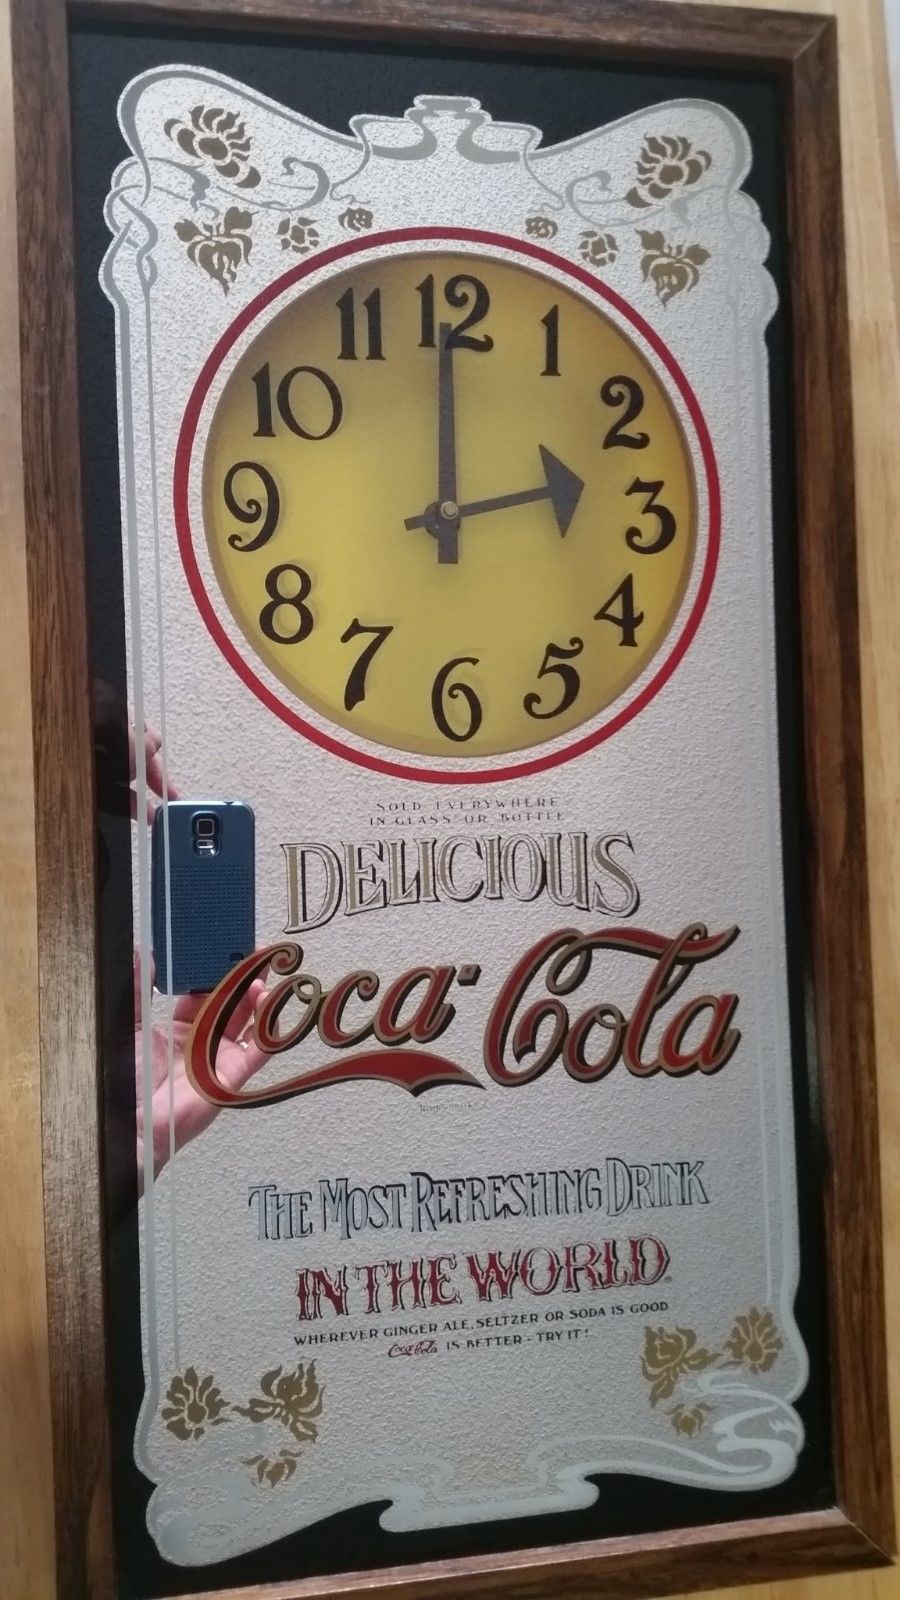 11 12 1
10 2
9 3
8 4
7 6 5
SOLD EVERYWHERE
IN GLASS OR BOTTLE
DELICIOUS
Coca-Cola
THE MOST REFRESHING DRINK
IN THE WORLD
WHEREVER GINGER ALE, SELTZER OR SODA IS GOOD
Coca-Cola IS BETTER - TRY IT!